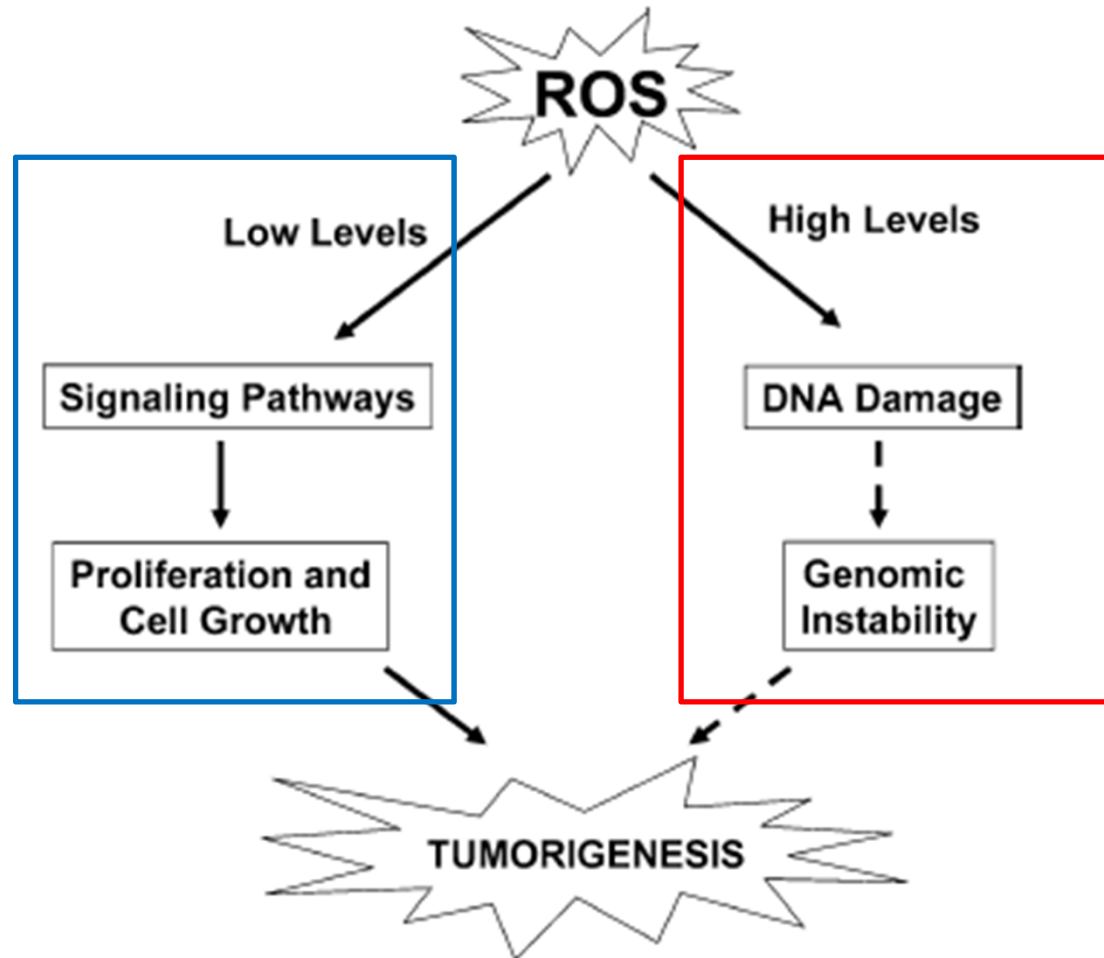 ROS
Low Levels
High Levels
Signaling Pathways
DNA Damage
Proliferation and
Cell Growth
Genomic
Instability
TUMORIGENESIS